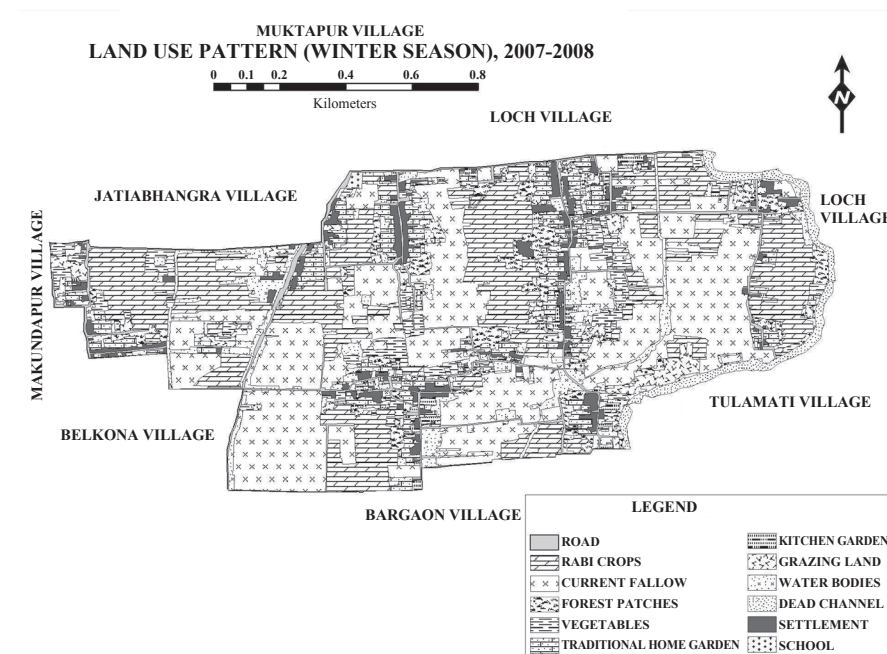 MUKTAPUR VILLAGE
LAND USE PATTERN (WINTER SEASON), 2007-2008
0 0.1 0.2 0.4 0.6 0.8
Kilometers
N
LOCH VILLAGE
JATIABHANGRA VILLAGE
LOCH
VILLAGE
MAKUNDAPUR VILLAGE
TULAMATI VILLAGE
BELKONA VILLAGE
BARGAON VILLAGE
LEGEND
ROAD
RABI CROPS
CURRENT FALLOW
FOREST PATCHES
VEGETABLES
TRADITIONAL HOME GARDEN
KITCHEN GARDEN
GRAZING LAND
WATER BODIES
DEAD CHANNEL
SETTLEMENT
SCHOOL